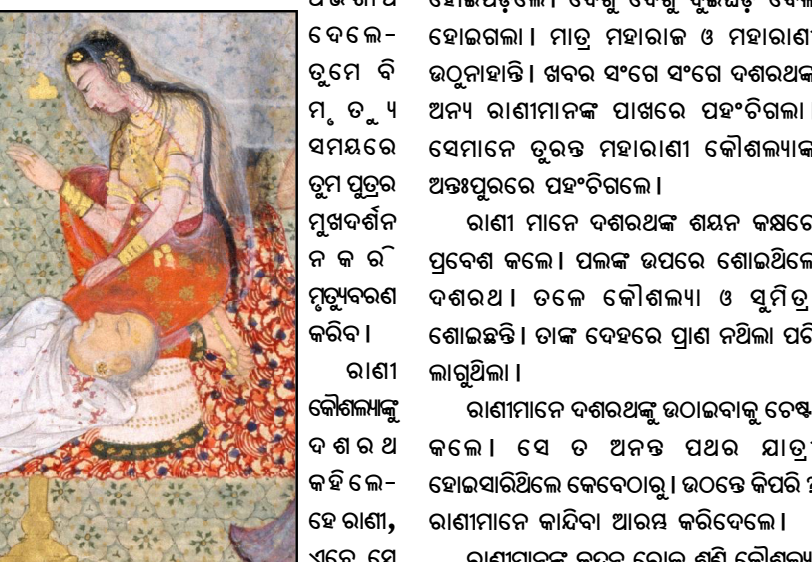 ଦେଲେ-
ତୁମେ ବି
ମୃତ୍ୟୁ
ସମୟରେ
ତୁମ ପୁତ୍ରର
ମୁଖଦର୍ଶନ
ନ କରି
ମୃତ୍ୟୁବରଣ
କରିବ।
ରାଣୀ
କୌଶଲ୍ୟାଙ୍କୁ
ଦଶରଥ
କହିଲେ-
ହେ ରାଣୀ,
ଏବେ ସେ
ହୋଇଗଲା। ମାତ୍ର ମହାରାଜ ଓ ମହାରାଣୀ
ଉଠୁନାହାନ୍ତି। ଖବର ସଂଗେ ସଂଗେ ଦଶରଥଙ୍କ
ଅନ୍ୟ ରାଣୀମାନଙ୍କ ପାଖରେ ପହଂଚିଗଲା।
ସେମାନେ ତୁରନ୍ତ ମହାରାଣୀ କୌଶଲ୍ୟାଙ୍କ
ଅନ୍ତଃପୁରରେ ପହଂଚିଗଲେ।
ରାଣୀ ମାନେ ଦଶରଥଙ୍କ ଶୟନ କକ୍ଷରେ
ପ୍ରବେଶ କଲେ। ପଲଙ୍କ ଉପରେ ଶୋଇଥିଲେ
ଦଶରଥ। ତଳେ କୌଶଲ୍ୟା ଓ ସୁମିତ୍ରା
ଶୋଇଛନ୍ତି। ତାଙ୍କ ଦେହରେ ପ୍ରାଣ ନଥିଲା ପରି
ଲାଗୁଥିଲା।
ରାଣୀମାନେ ଦଶରଥଙ୍କୁ ଉଠାଇବାକୁ ଚେଷ୍ଟା
କଲେ। ସେ ତ ଅନନ୍ତ ପଥର ଯାତ୍ରୀ
ହୋଇସାରିଥିଲେ କେବେଠାରୁ। ଉଠନ୍ତେ କିପରି
ରାଣୀମାନେ କାନ୍ଦିବା ଆରମ୍ଭ କରିଦେଲେ।